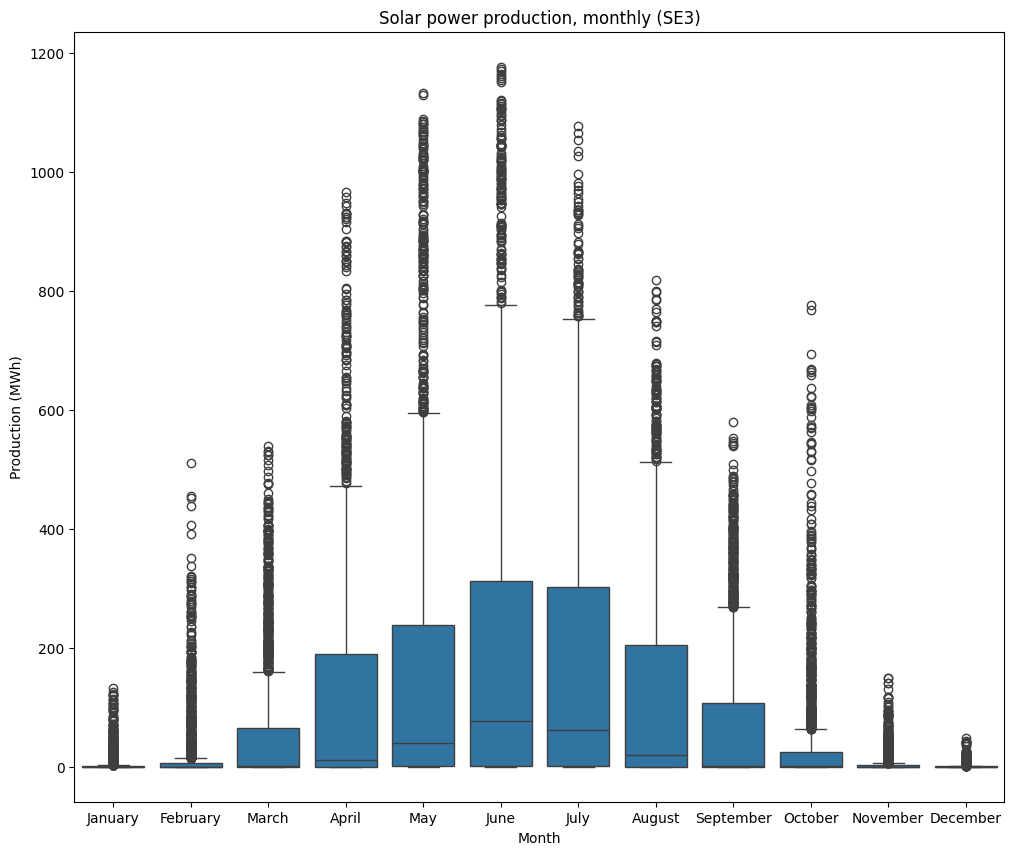 Solar power production, monthly (SE3)
1200
1000
800
600
400
200
0
Production (MWh)
January February March April May June July August September October November December
Month